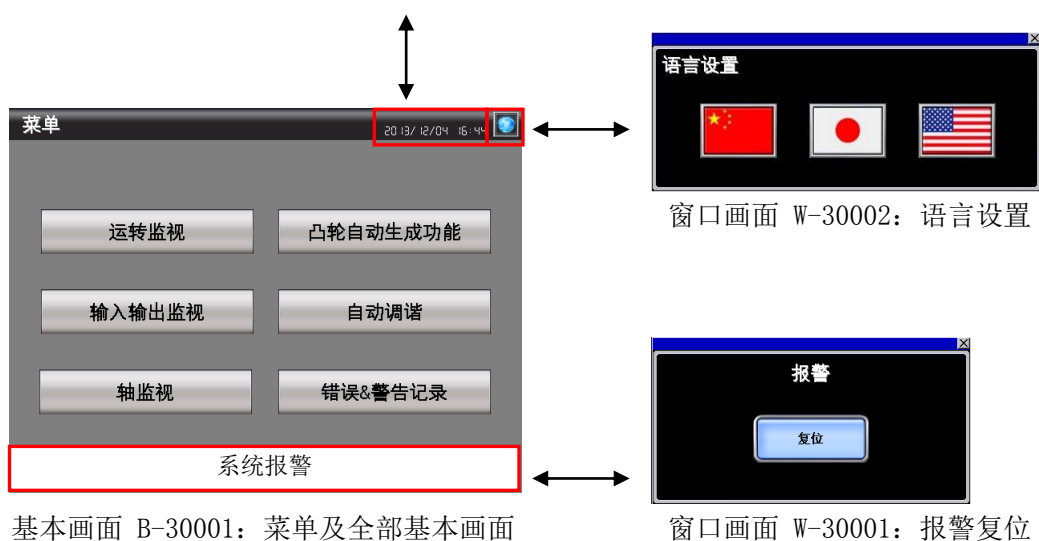 菜单
2013/12/04 16:44
运转监视
凸轮自动生成功能
输入输出监视
自动调谐
轴监视
错误&警告记录
系统报警
基本画面 B-30001：菜单及全部基本画面
语言设置
窗口画面 W-30002：语言设置
报警
复位
窗口画面 W-30001：报警复位